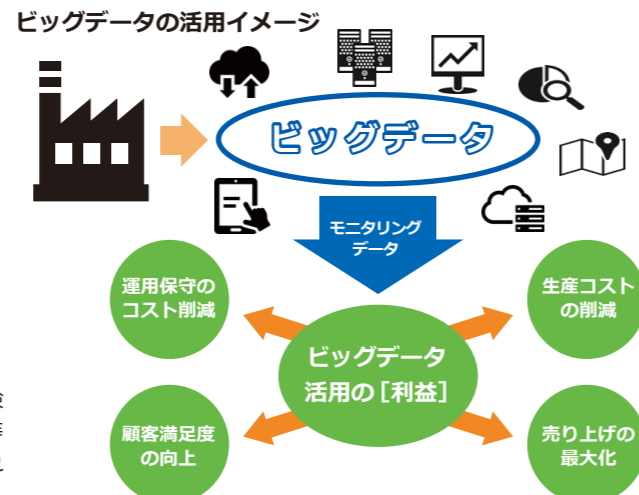 ビッグデータの活用イメージ
ビッグデータ
モニタリング
データ
運用保守の
コスト削減
生産コスト
の削減
ビッグデータ
活用の[利益]
顧客満足度
の向上
売り上げの
最大化